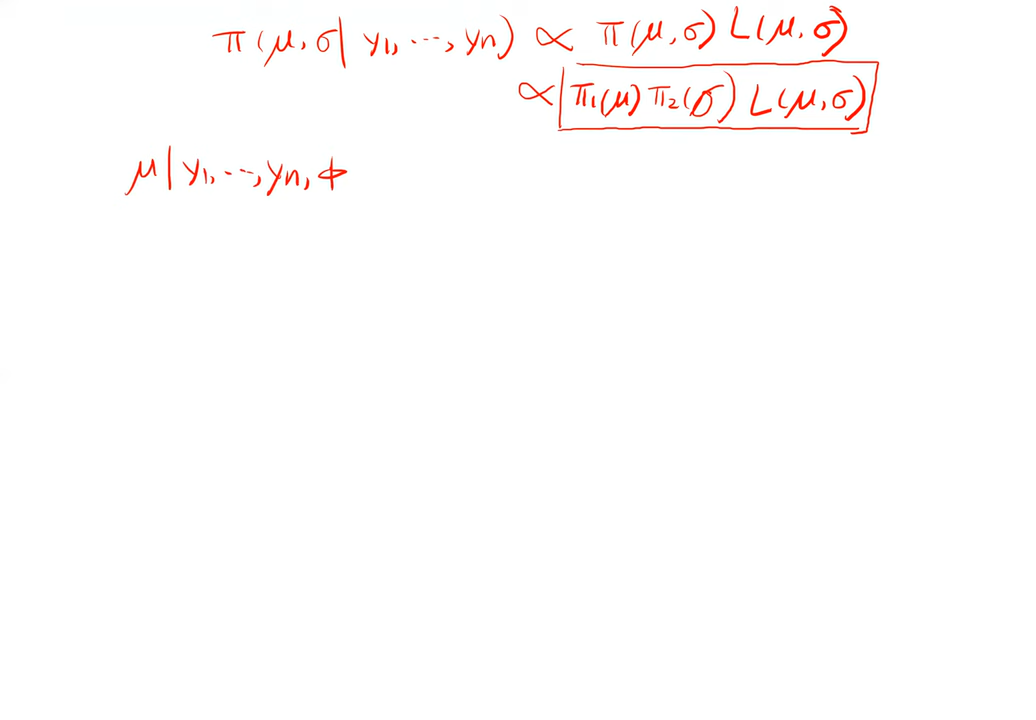 π(μ, σ | y₁, ..., yₙ) ∝ π(μ, σ) L(μ, σ)
∝ π₁(μ) π₂(σ) L(μ, σ)
μ | y₁, ..., yₙ, ϕ